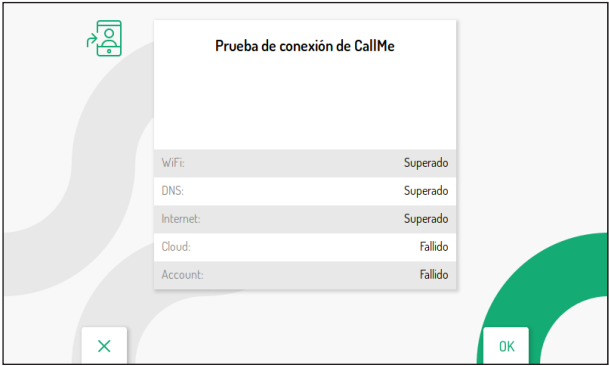 Prueba de conexión de CallMe
WiFi: Superado
DNS: Superado
Internet: Superado
Cloud: Fallido
Account: Fallido
OK